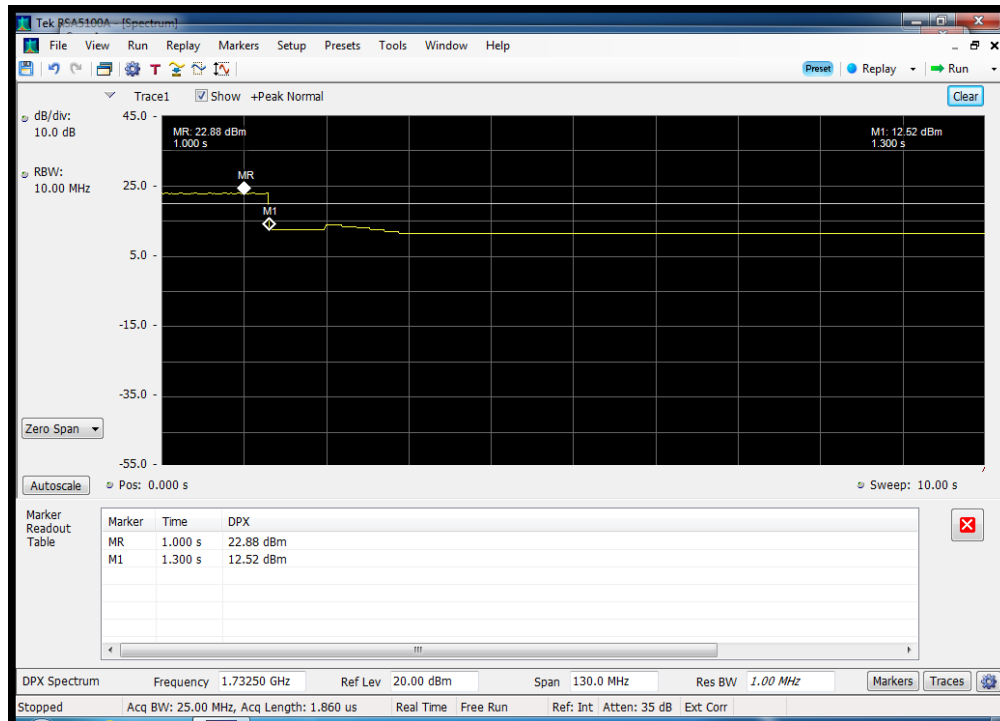 Tek RSA5100A - [Spectrum]
File View Run Replay Markers Setup Presets Tools Window Help
T Preset Replay Run
Trace1 Show +Peak Normal Clear
dB/div:
10.0 dB
RBW:
10.00 MHz
45.0
25.0
5.0
-15.0
-35.0
-55.0
MR: 22.88 dBm
1.000 s
M1: 12.52 dBm
1.300 s
MR
M1
Zero Span
Autoscale Pos: 0.000 s Sweep: 10.00 s
Marker
Readout
Table
Marker Time DPX
MR 1.000 s 22.88 dBm
M1 1.300 s 12.52 dBm
DPX Spectrum Frequency 1.73250 GHz Ref Lev 20.00 dBm Span 130.0 MHz Res BW 1.00 MHz Markers Traces
Stopped Acq BW: 25.00 MHz, Acq Length: 1.860 us Real Time Free Run Ref: Int Atten: 35 dB Ext Corr